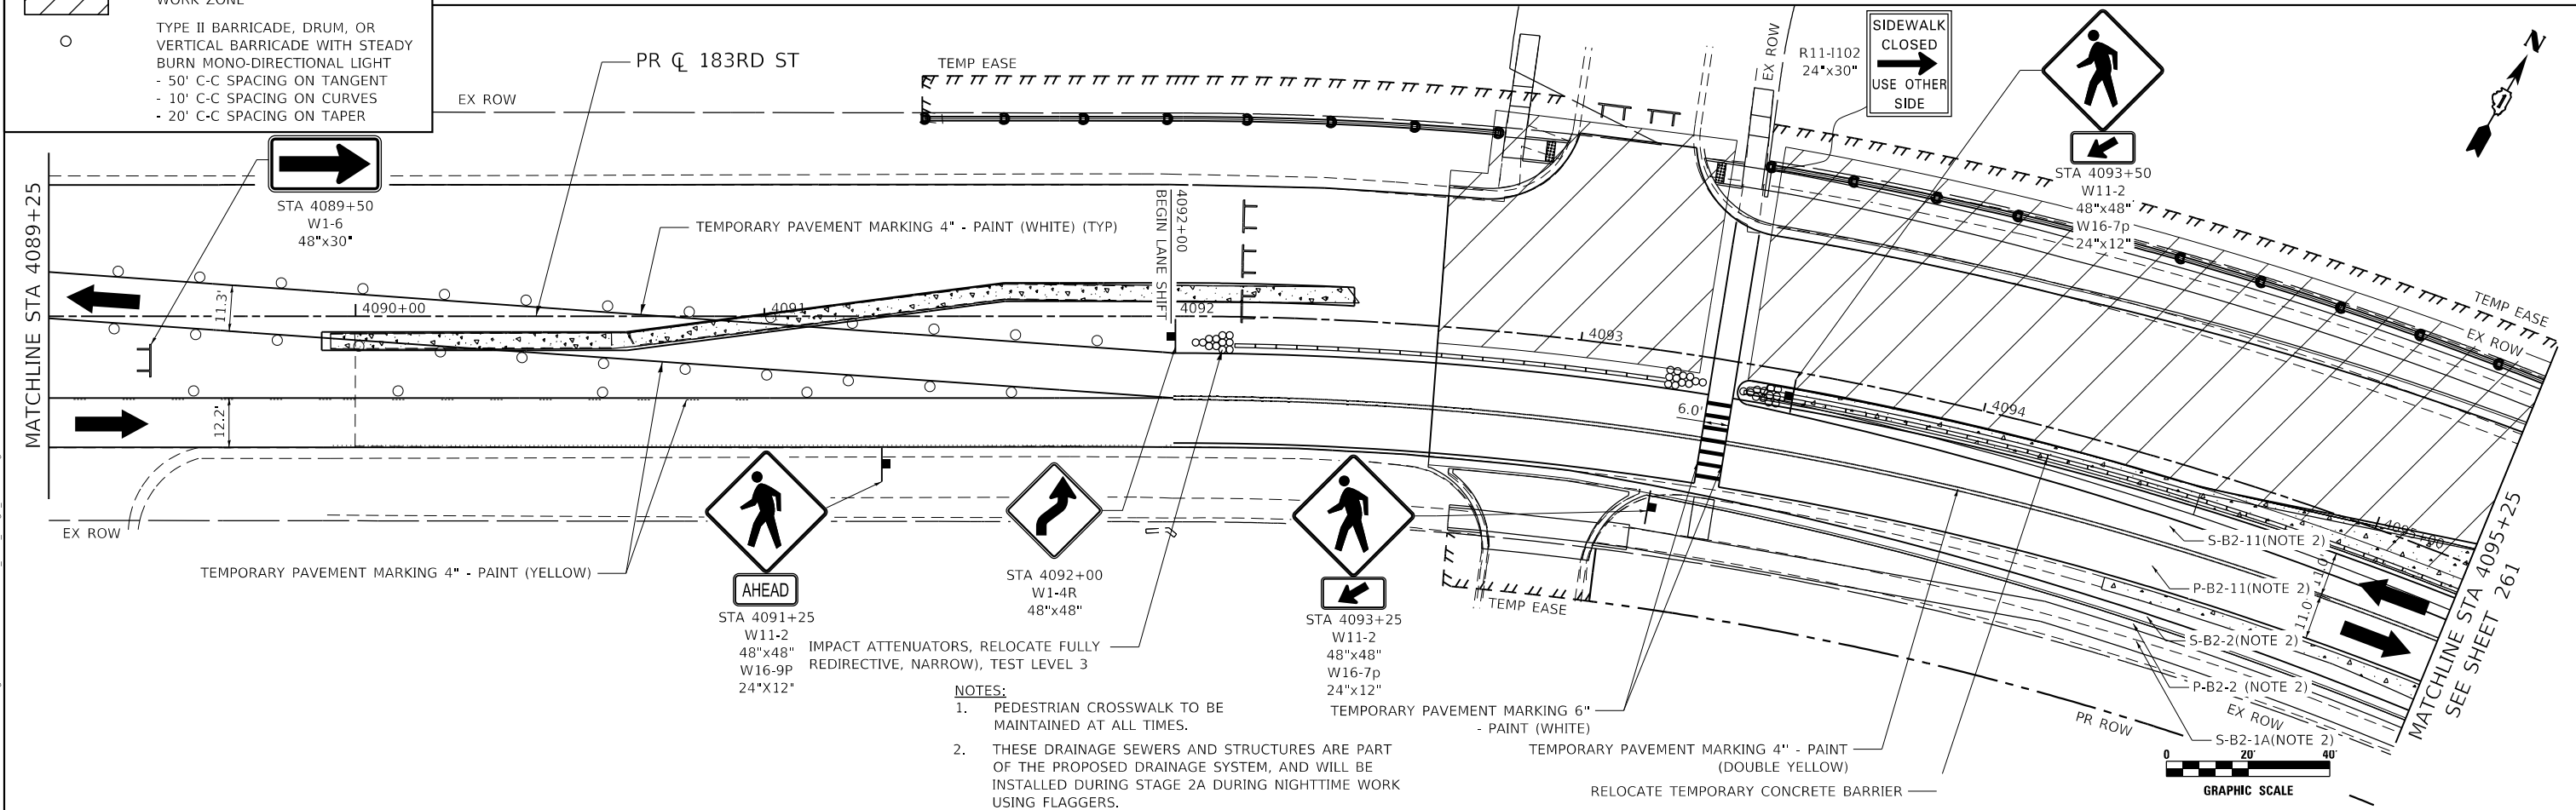 WORK ZONE
TYPE II BARRICADE, DRUM, OR
VERTICAL BARRICADE WITH STEADY
BURN MONO-DIRECTIONAL LIGHT
- 50' C-C SPACING ON TANGENT
- 10' C-C SPACING ON CURVES
- 20' C-C SPACING ON TAPER
PR ℄ 183RD ST
EX ROW
TEMP EASE
EX ROW
R11-I102
24"x30"
SIDEWALK
CLOSED
USE OTHER
SIDE
N
STA 4093+50
W11-2
48"x48"
W16-7p
24"x12"
MATCHLINE STA 4089+25
STA 4089+50
W1-6
48"x30"
TEMPORARY PAVEMENT MARKING 4" - PAINT (WHITE) (TYP)
BEGIN LANE SHIFT
4092+00
11.3'
4090+00
4091
4092
4093
4094
4095+00
12.2'
6.0'
TEMP EASE
EX ROW
EX ROW
TEMPORARY PAVEMENT MARKING 4" - PAINT (YELLOW)
AHEAD
STA 4091+25
W11-2
48"x48"
W16-9P
24"X12"
STA 4092+00
W1-4R
48"x48"
IMPACT ATTENUATORS, RELOCATE FULLY
REDIRECTIVE, NARROW), TEST LEVEL 3
STA 4093+25
W11-2
48"x48"
W16-7p
24"x12"
TEMP EASE
NOTES:
1. PEDESTRIAN CROSSWALK TO BE
MAINTAINED AT ALL TIMES.
2. THESE DRAINAGE SEWERS AND STRUCTURES ARE PART
OF THE PROPOSED DRAINAGE SYSTEM, AND WILL BE
INSTALLED DURING STAGE 2A DURING NIGHTTIME WORK
USING FLAGGERS.
TEMPORARY PAVEMENT MARKING 6"
- PAINT (WHITE)
TEMPORARY PAVEMENT MARKING 4" - PAINT
(DOUBLE YELLOW)
RELOCATE TEMPORARY CONCRETE BARRIER
S-B2-11(NOTE 2)
P-B2-11(NOTE 2)
11.0'
11.0'
S-B2-2(NOTE 2)
P-B2-2 (NOTE 2)
S-B2-1A(NOTE 2)
PR ROW
EX ROW
MATCHLINE STA 4095+25
SEE SHEET 261
0 20' 40'
GRAPHIC SCALE